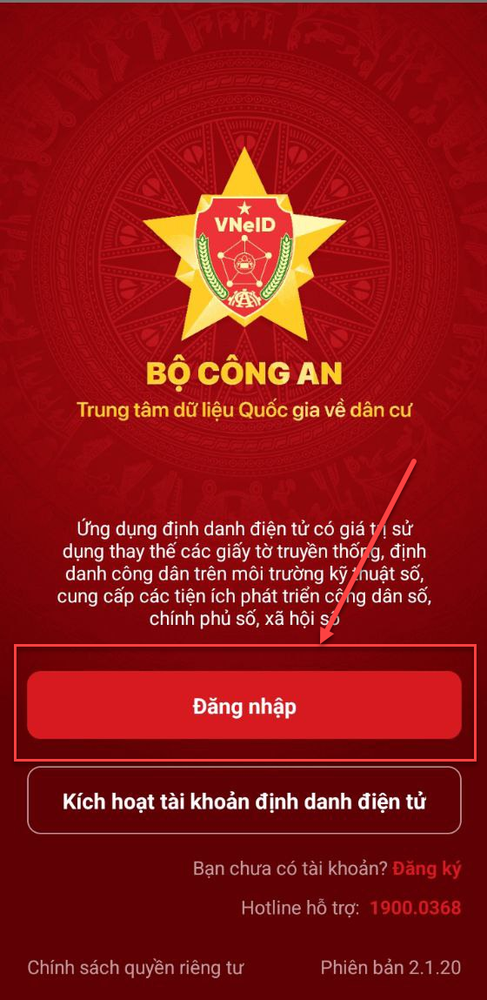 VNeID
BỘ CÔNG AN
Trung tâm dữ liệu Quốc gia về dân cư
Ứng dụng định danh điện tử có giá trị sử
dụng thay thế các giấy tờ truyền thống, định
danh công dân trên môi trường kỹ thuật số,
cung cấp các tiện ích phát triển công dân số,
chính phủ số, xã hội số
Đăng nhập
Kích hoạt tài khoản định danh điện tử
Bạn chưa có tài khoản? Đăng ký
Hotline hỗ trợ: 1900.0368
Chính sách quyền riêng tư Phiên bản 2.1.20